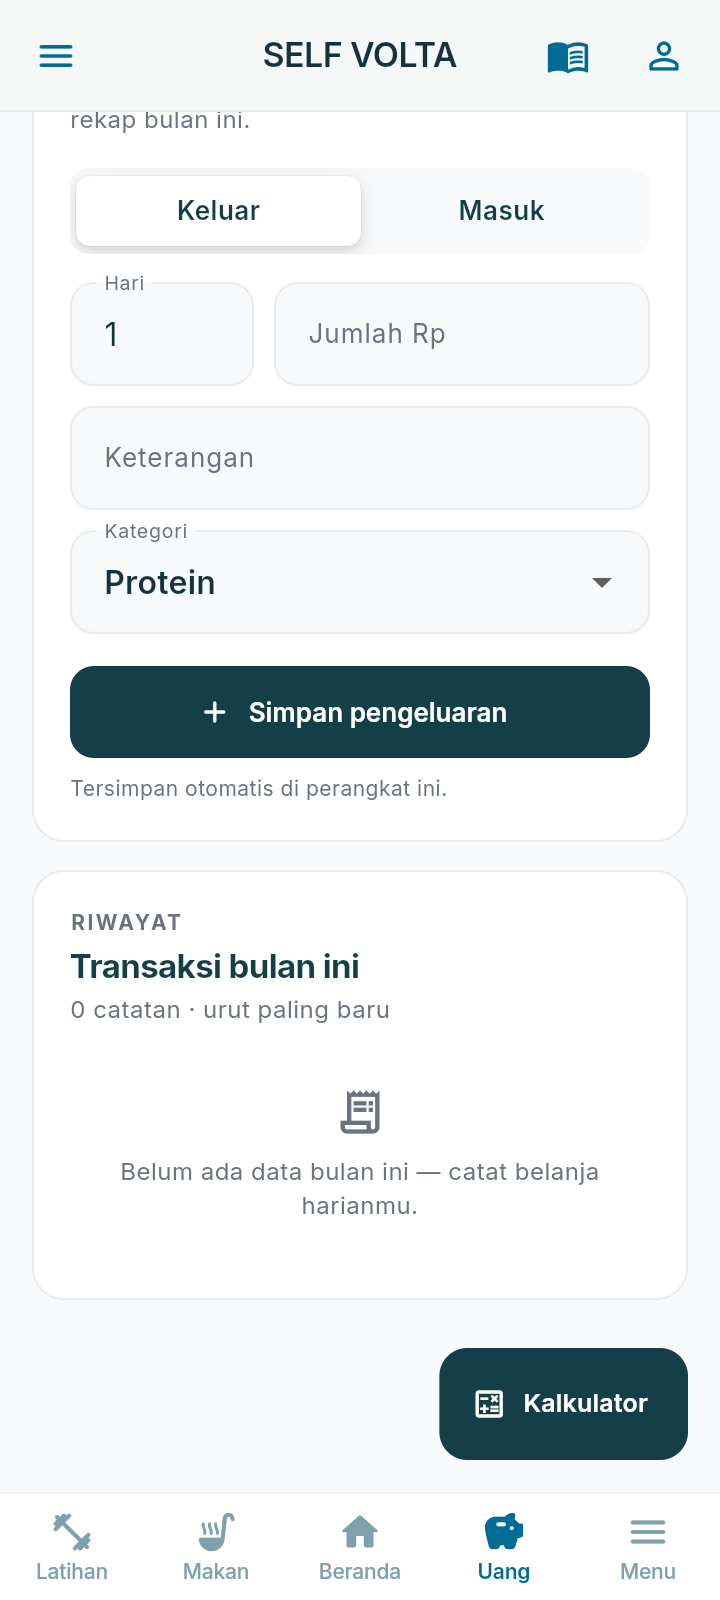 SELF VOLTA
rekap bulan ini.
Keluar
Masuk
Hari
1
Jumlah Rp
Keterangan
Kategori
Protein
Simpan pengeluaran
Tersimpan otomatis di perangkat ini.
RIWAYAT
Transaksi bulan ini
0 catatan · urut paling baru
Belum ada data bulan ini — catat belanja
harianmu.
Kalkulator
Latihan
Makan
Beranda
Uang
Menu